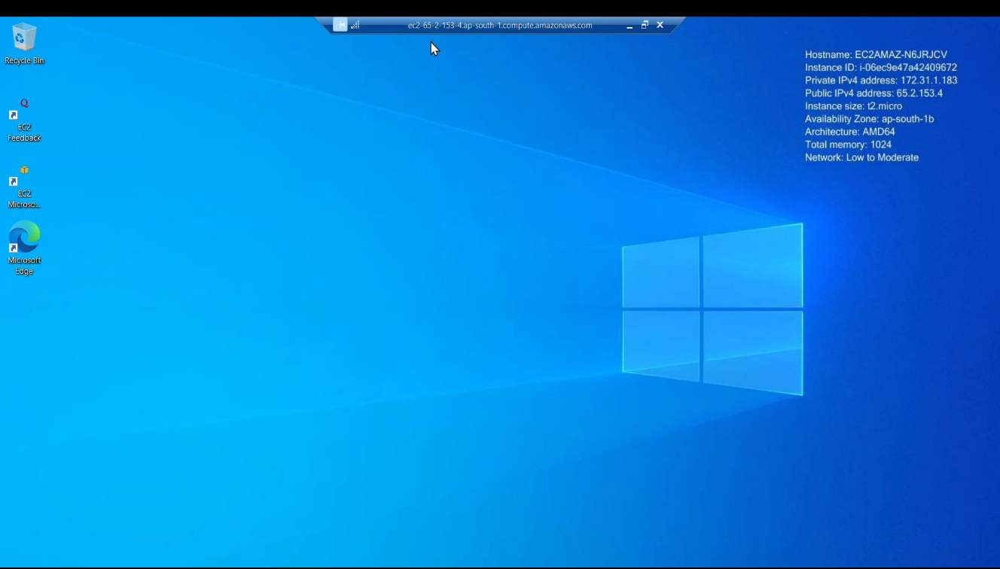 ec2-65-2-153-4.ap-south-1.compute.amazonaws.com
Recycle Bin
Q
EC2
Feedback
EC2
Microso...
Microsoft
Edge
Hostname: EC2AMAZ-N6JRJCV
Instance ID: i-06ec9e47a42409672
Private IPv4 address: 172.31.1.183
Public IPv4 address: 65.2.153.4
Instance size: t2.micro
Availability Zone: ap-south-1b
Architecture: AMD64
Total memory: 1024
Network: Low to Moderate